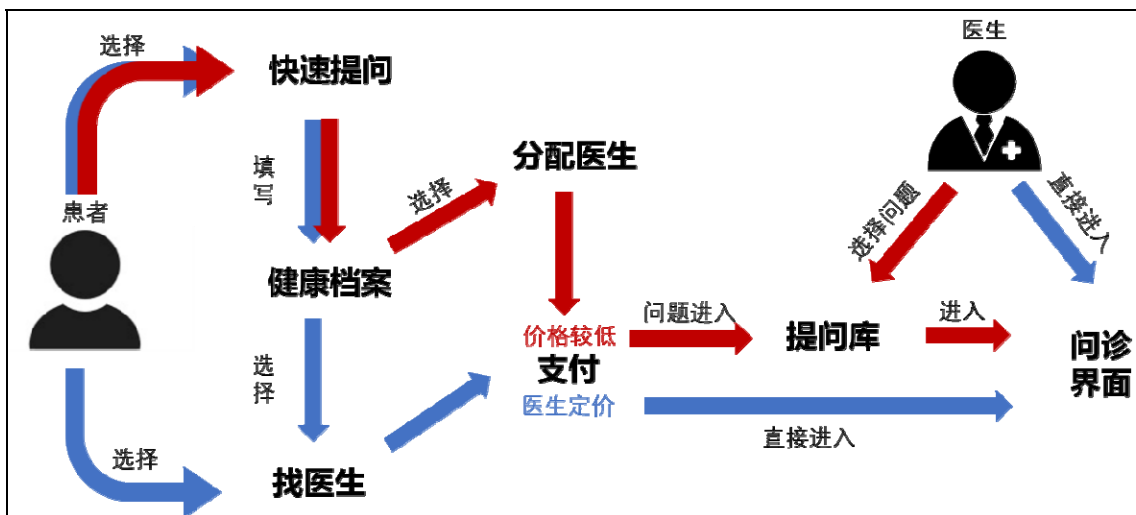 选择
快速提问
医生
填写
分配医生
选择
患者
选择问题
直接进入
健康档案
价格较低
问题进入
进入
支付
提问库
问诊
界面
选择
医生定价
直接进入
选择
找医生